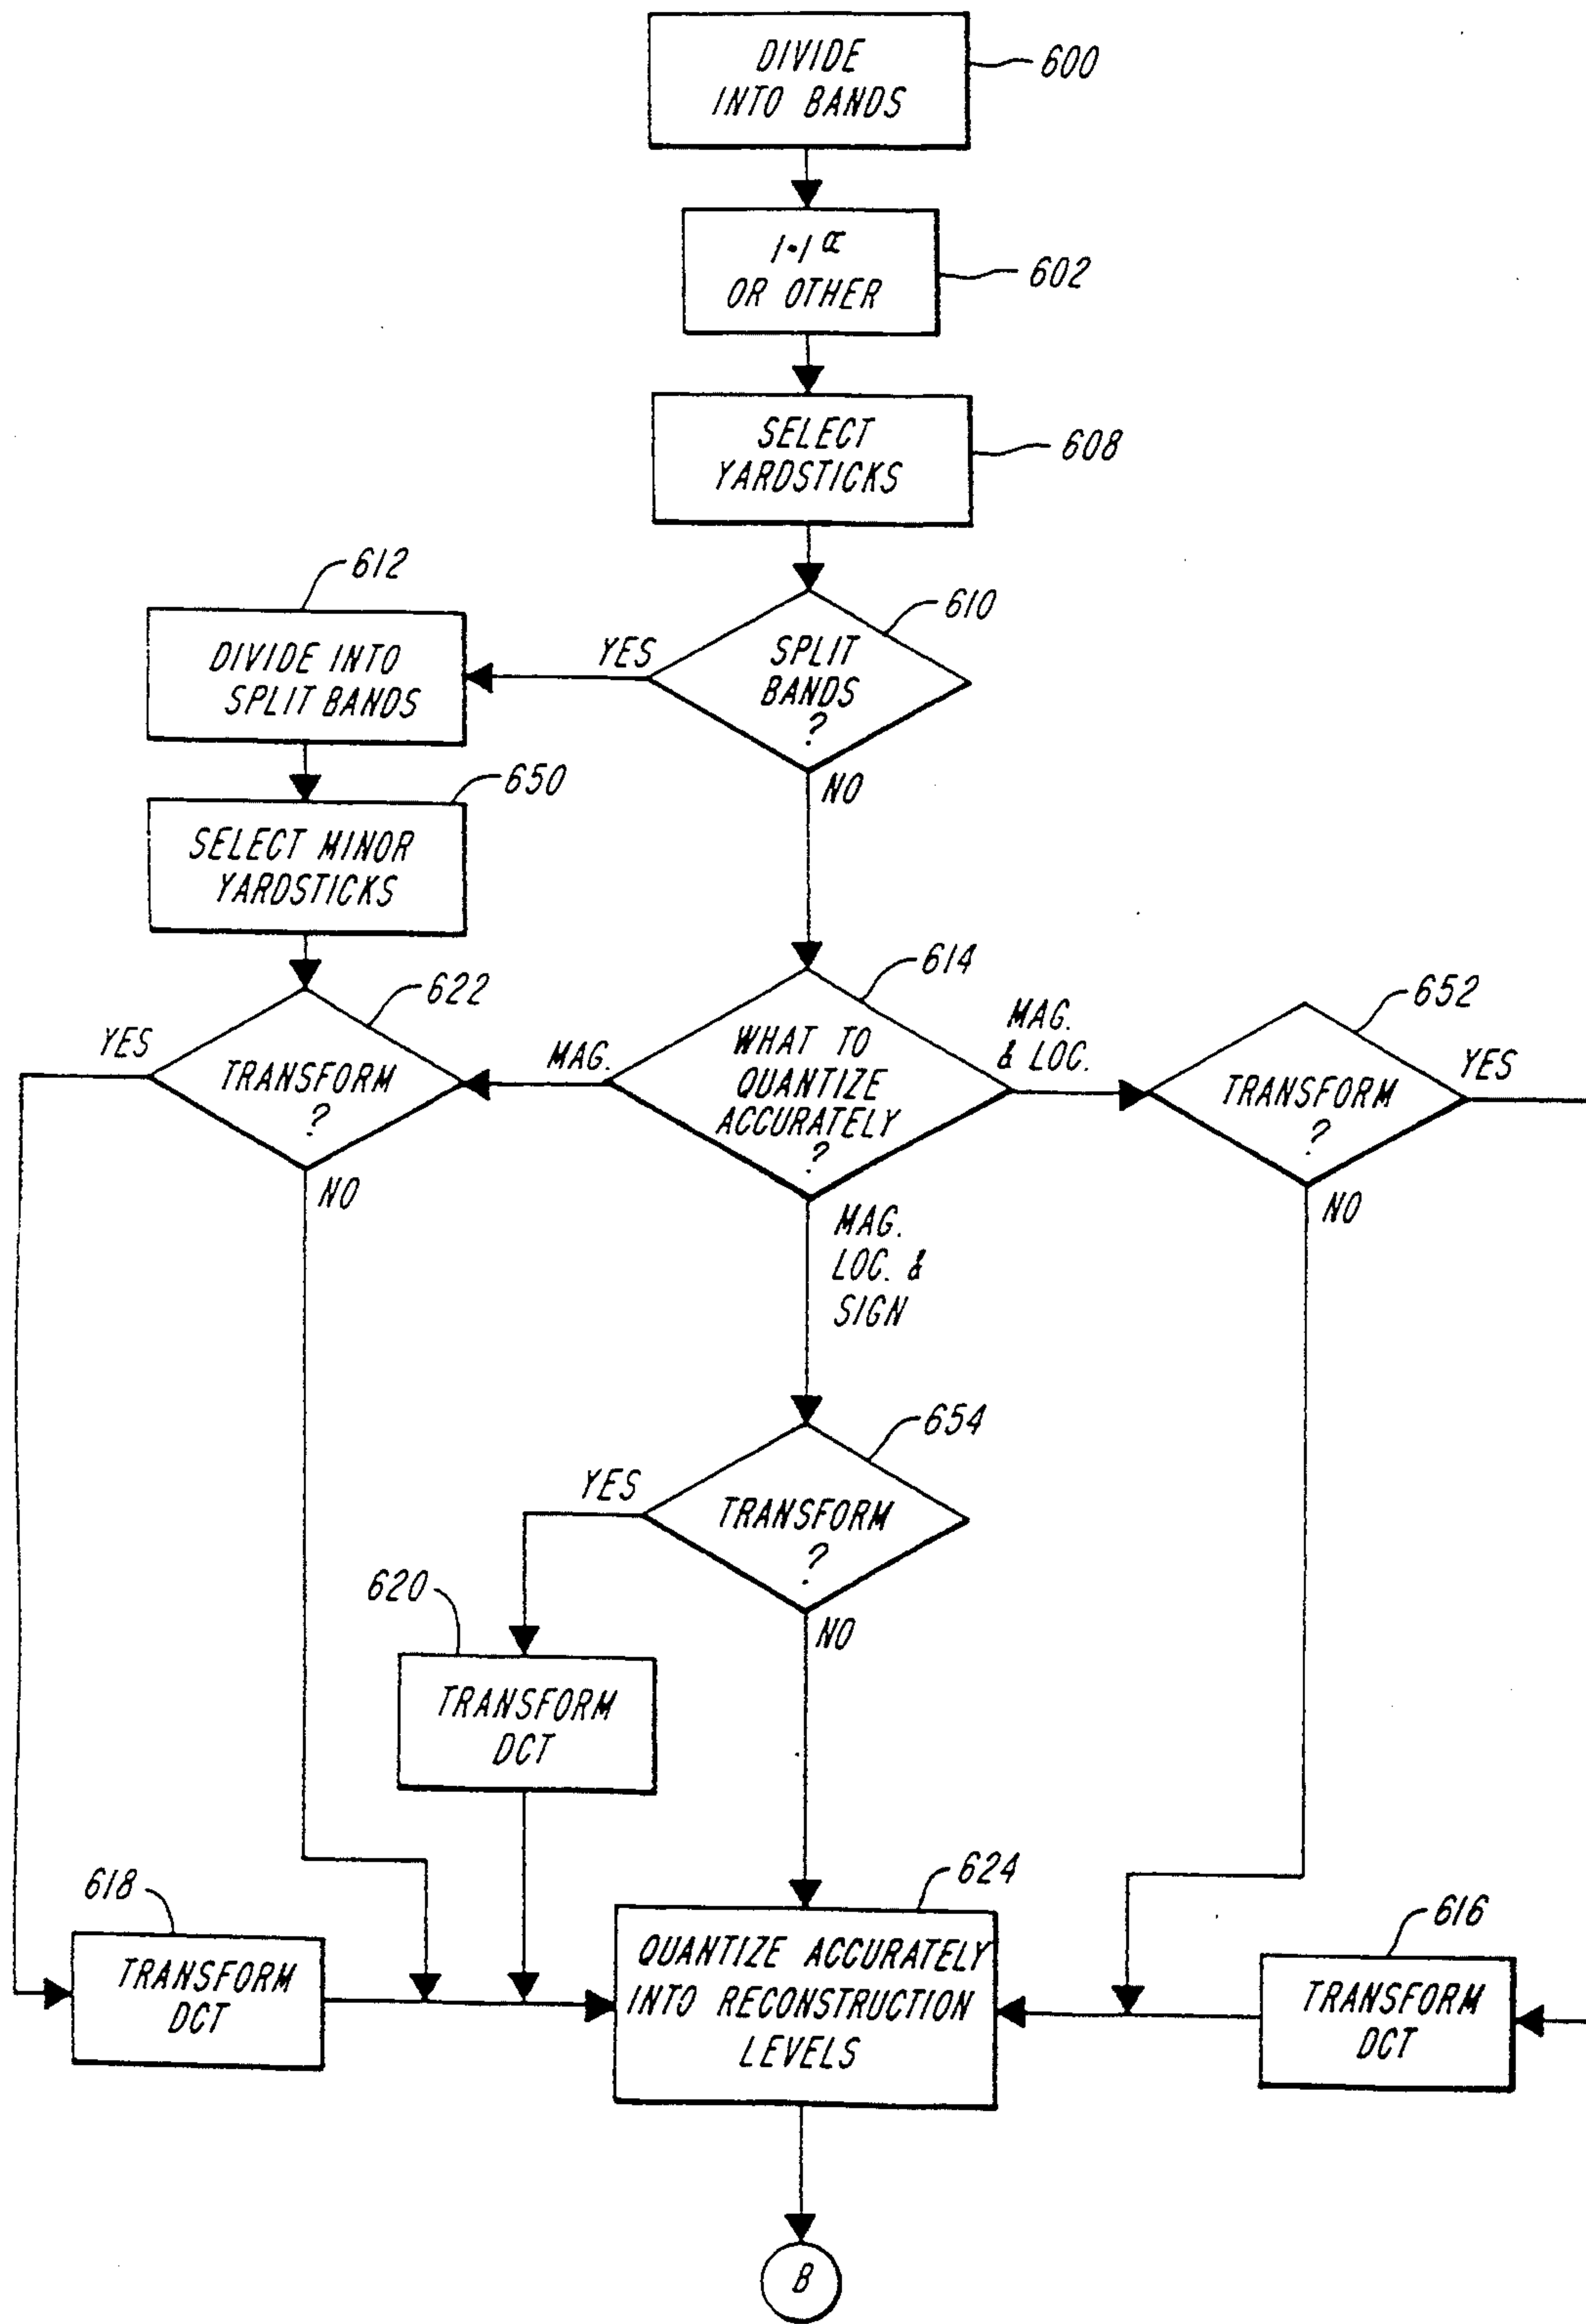 DIVIDE
INTO BANDS
600
|·|α
OR OTHER
602
SELECT
YARDSTICKS
608
612
610
DIVIDE INTO
SPLIT BANDS
YES
SPLIT
BANDS
?
NO
650
SELECT MINOR
YARDSTICKS
622
614
652
YES
TRANSFORM
?
NO
MAG.
WHAT TO
QUANTIZE
ACCURATELY
?
MAG.
& LOC.
TRANSFORM
?
YES
NO
MAG.
LOC. &
SIGN
654
YES
TRANSFORM
?
NO
620
TRANSFORM
DCT
618
TRANSFORM
DCT
624
QUANTIZE ACCURATELY
INTO RECONSTRUCTION
LEVELS
616
TRANSFORM
DCT
B